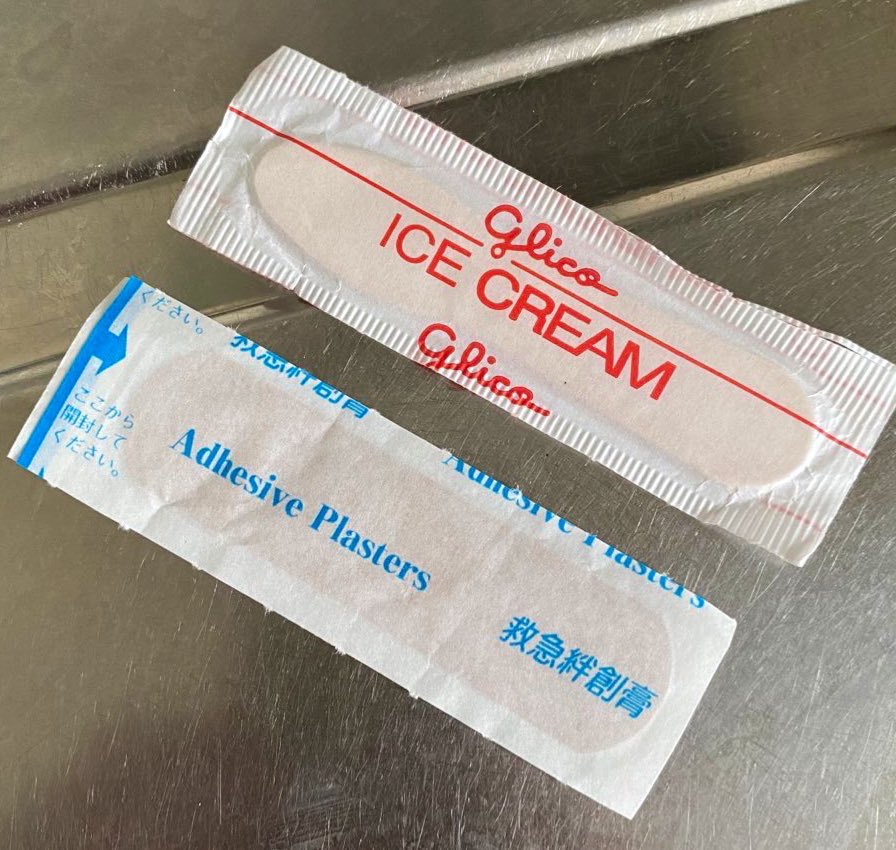 Glico
ICE CREAM
Glico
ください。
ここから
開封して
ください。
救急絆創膏
Adhesive Plasters
Adhesive Plasters
救急絆創膏